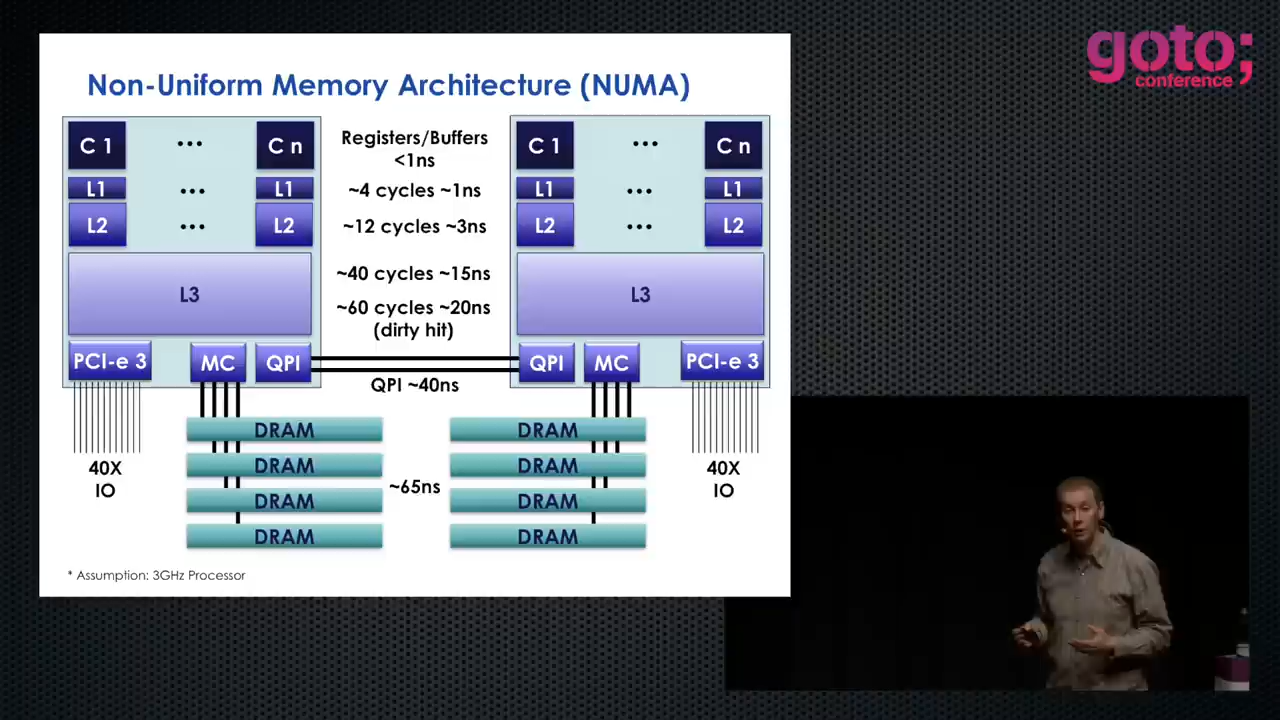 goto;
conference
Non-Uniform Memory Architecture (NUMA)
C 1
...
C n
Registers/Buffers
<1ns
C 1
...
C n
L1
...
L1
~4 cycles ~1ns
L1
...
L1
L2
...
L2
~12 cycles ~3ns
L2
...
L2
L3
~40 cycles ~15ns
~60 cycles ~20ns
(dirty hit)
L3
PCI-e 3
MC
QPI
QPI ~40ns
QPI
MC
PCI-e 3
40X
IO
DRAM
DRAM
DRAM
DRAM
~65ns
DRAM
DRAM
DRAM
DRAM
40X
IO
* Assumption: 3GHz Processor